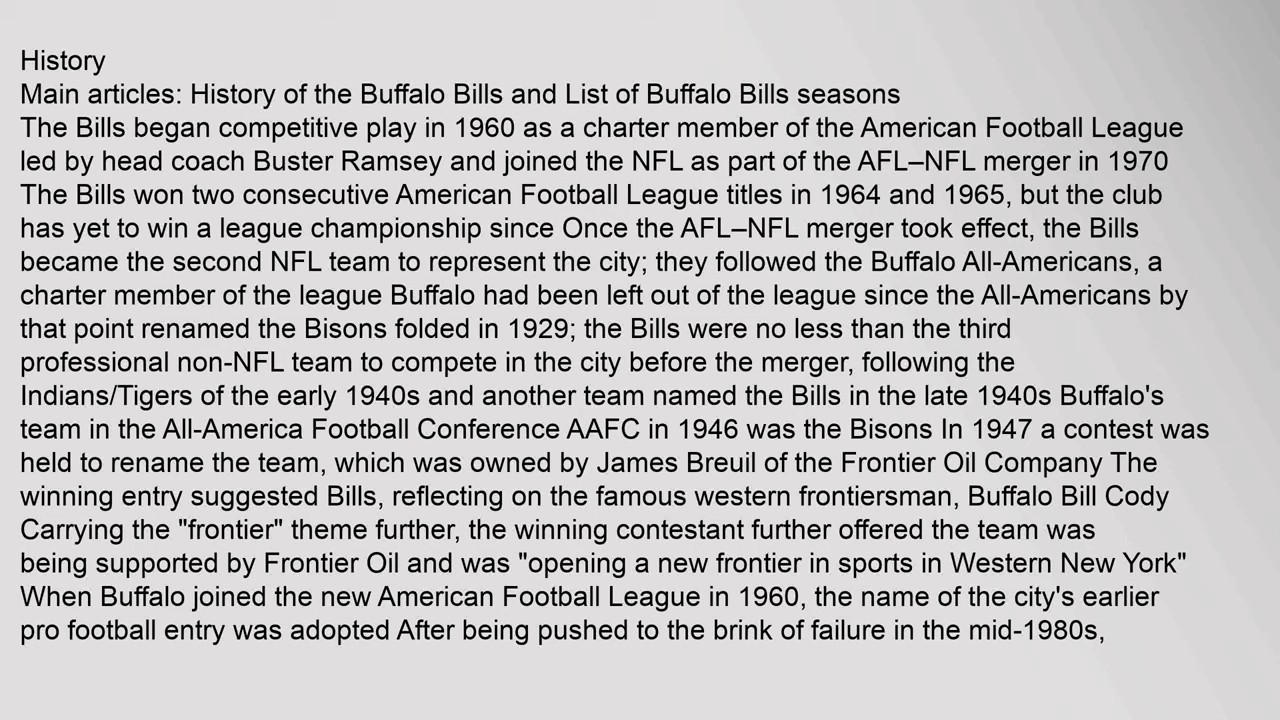 History
Main articles: History of the Buffalo Bills and List of Buffalo Bills seasons
The Bills began competitive play in 1960 as a charter member of the American Football League
led by head coach Buster Ramsey and joined the NFL as part of the AFL–NFL merger in 1970
The Bills won two consecutive American Football League titles in 1964 and 1965, but the club
has yet to win a league championship since Once the AFL–NFL merger took effect, the Bills
became the second NFL team to represent the city; they followed the Buffalo All-Americans, a
charter member of the league Buffalo had been left out of the league since the All-Americans by
that point renamed the Bisons folded in 1929; the Bills were no less than the third
professional non-NFL team to compete in the city before the merger, following the
Indians/Tigers of the early 1940s and another team named the Bills in the late 1940s Buffalo's
team in the All-America Football Conference AAFC in 1946 was the Bisons In 1947 a contest was
held to rename the team, which was owned by James Breuil of the Frontier Oil Company The
winning entry suggested Bills, reflecting on the famous western frontiersman, Buffalo Bill Cody
Carrying the "frontier" theme further, the winning contestant further offered the team was
being supported by Frontier Oil and was "opening a new frontier in sports in Western New York"
When Buffalo joined the new American Football League in 1960, the name of the city's earlier
pro football entry was adopted After being pushed to the brink of failure in the mid-1980s,